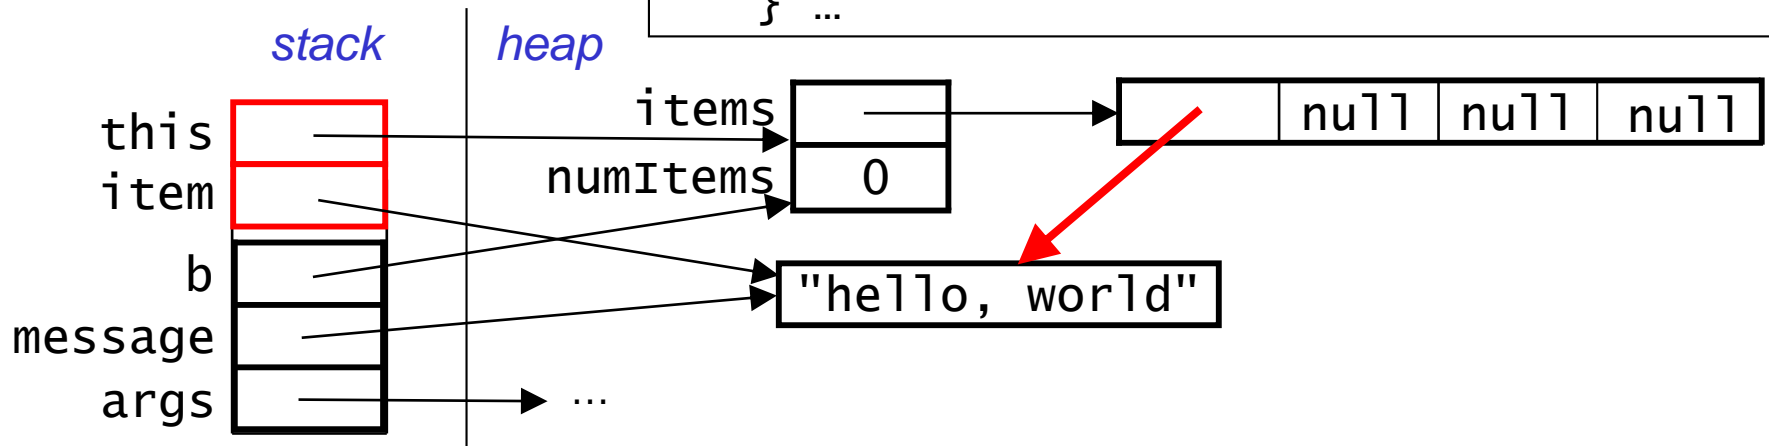 } …
stack heap
items
null null null
this
numItems 0
item
b
"hello, world"
message
args
…